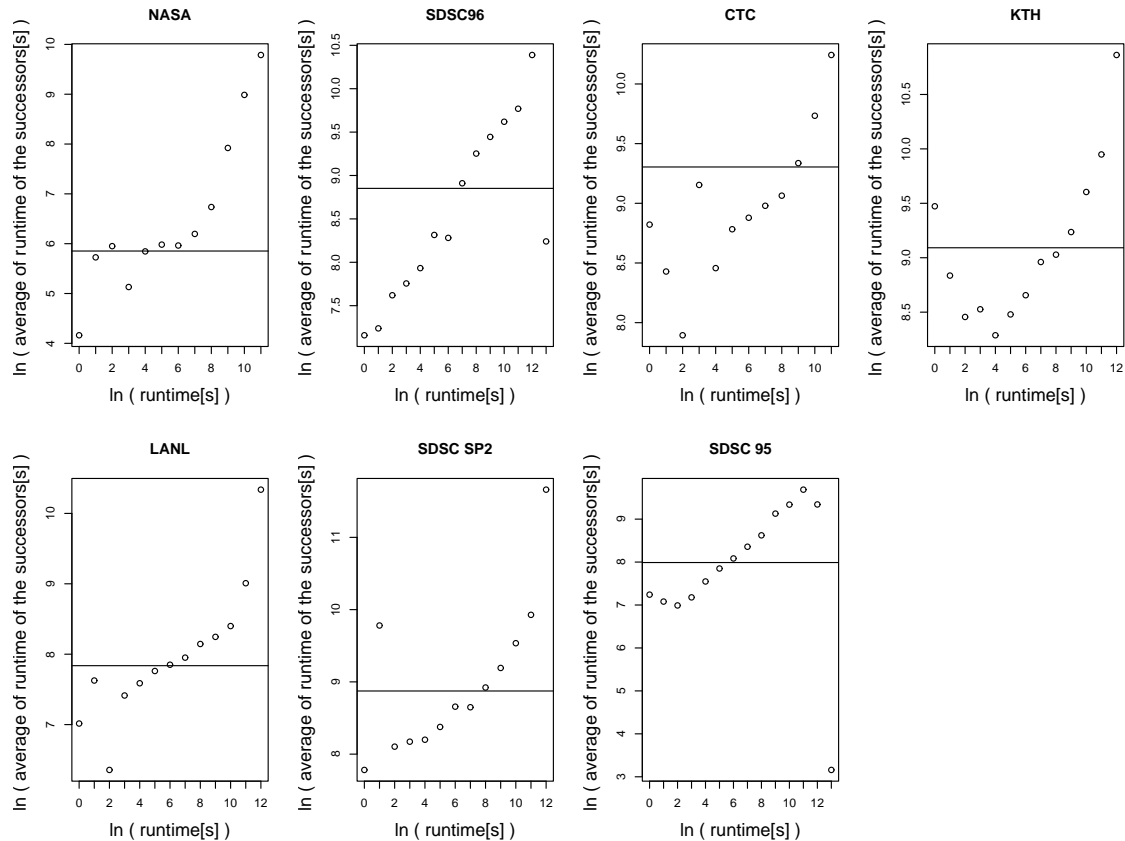 NASA
ln ( average of runtime of the successors[s] )
10
9
8
7
6
5
4
0 2 4 6 8 10
ln ( runtime[s] )
SDSC96
ln ( average of runtime of the successors[s] )
10.5
10.0
9.5
9.0
8.5
8.0
7.5
0 2 4 6 8 10 12
ln ( runtime[s] )
CTC
ln ( average of runtime of the successors[s] )
10.0
9.5
9.0
8.5
8.0
0 2 4 6 8 10
ln ( runtime[s] )
KTH
ln ( average of runtime of the successors[s] )
10.5
10.0
9.5
9.0
8.5
0 2 4 6 8 10 12
ln ( runtime[s] )
LANL
ln ( average of runtime of the successors[s] )
10
9
8
7
0 2 4 6 8 10 12
ln ( runtime[s] )
SDSC SP2
ln ( average of runtime of the successors[s] )
11
10
9
8
0 2 4 6 8 10 12
ln ( runtime[s] )
SDSC 95
ln ( average of runtime of the successors[s] )
9
8
7
6
5
4
3
0 2 4 6 8 10 12
ln ( runtime[s] )